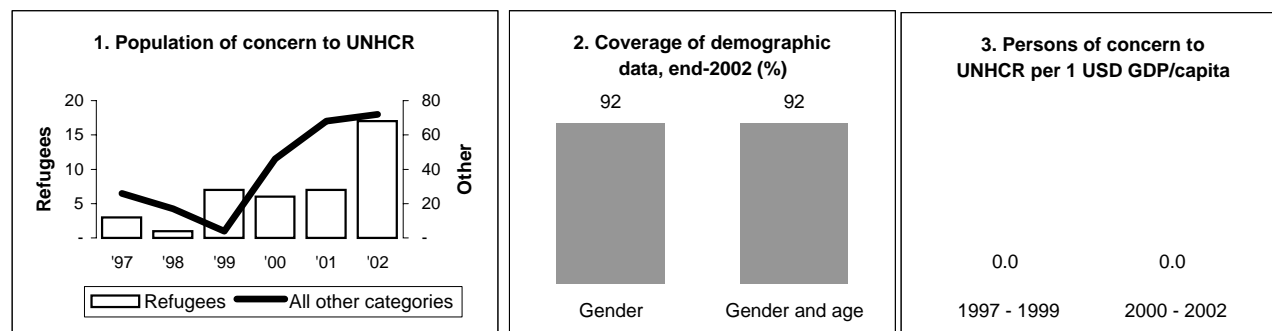 1. Population of concern to UNHCR
20
15
10
5
-
80
60
40
20
-
Refugees
Other
'97 '98 '99 '00 '01 '02
Refugees All other categories
2. Coverage of demographic
data, end-2002 (%)
92 92
Gender Gender and age
3. Persons of concern to
UNHCR per 1 USD GDP/capita
0.0 0.0
1997 - 1999 2000 - 2002